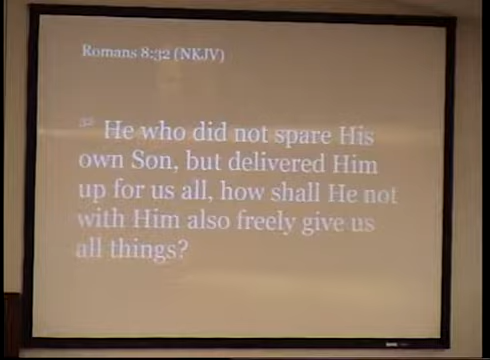 Romans 8:32 (NKJV)
32 He who did not spare His
own Son, but delivered Him
up for us all, how shall He not
with Him also freely give us
all things?